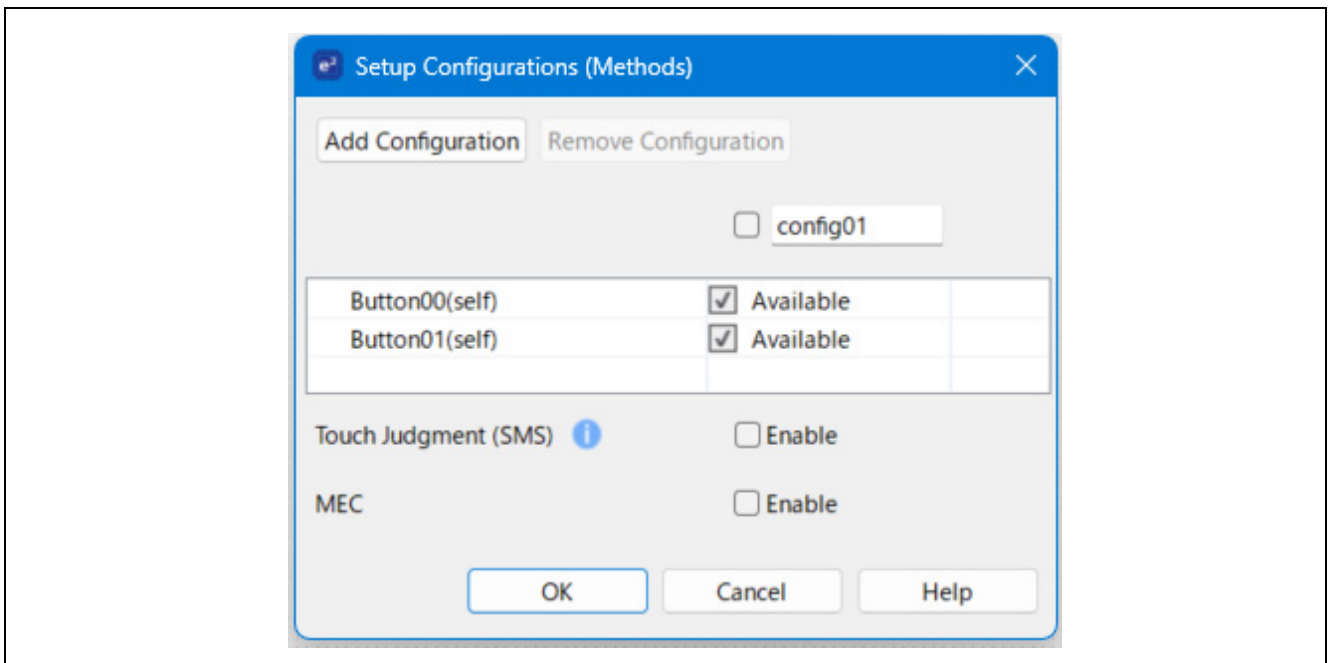 e² Setup Configurations (Methods)
Add Configuration Remove Configuration
config01
Button00(self) Available
Button01(self) Available
Touch Judgment (SMS) i Enable
MEC Enable
OK Cancel Help